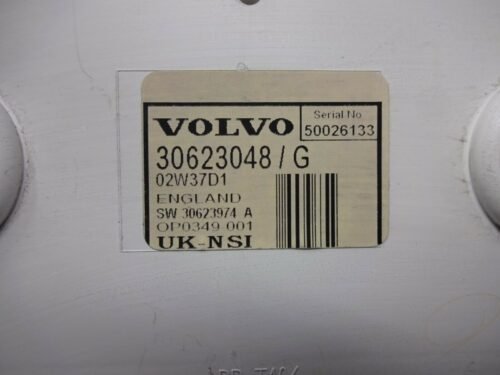 VOLVO
Serial No
50026133
30623048/G
02W37D1
ENGLAND
SW 30623974 A
OP0349 001
UK-NSI